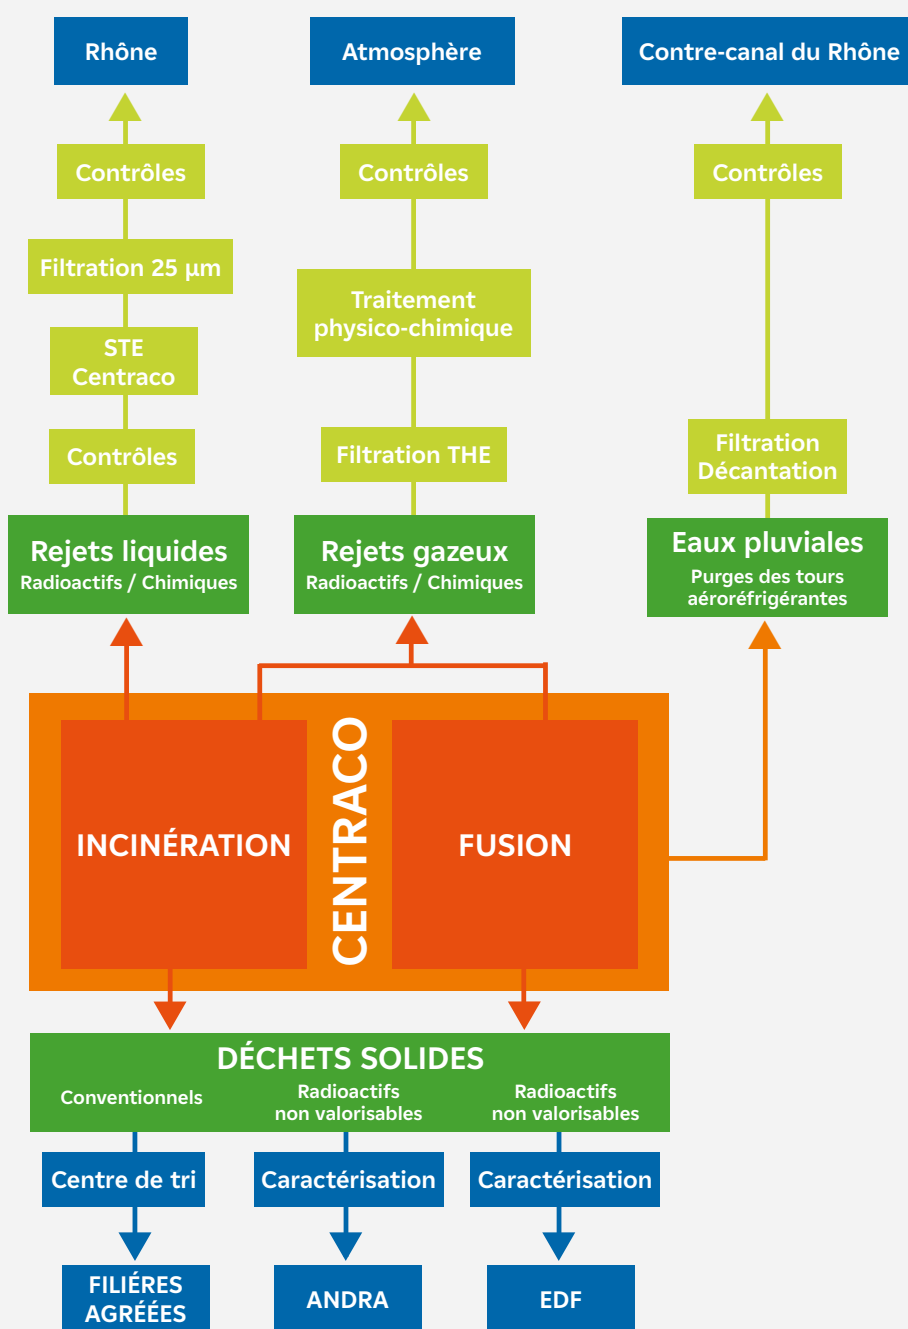 Rhône
Atmosphère
Contre-canal du Rhône
Contrôles
Contrôles
Contrôles
Filtration 25 µm
Traitement
physico-chimique
STE
Centraco
Contrôles
Filtration THE
Filtration
Décantation
Rejets liquides
Radioactifs / Chimiques
Rejets gazeux
Radioactifs / Chimiques
Eaux pluviales
Purges des tours
aéroréfrigérantes
INCINÉRATION
CENTRACO
FUSION
DÉCHETS SOLIDES
Conventionnels
Radioactifs
non valorisables
Radioactifs
non valorisables
Centre de tri
Caractérisation
Caractérisation
FILIÉRES
AGRÉÉES
ANDRA
EDF